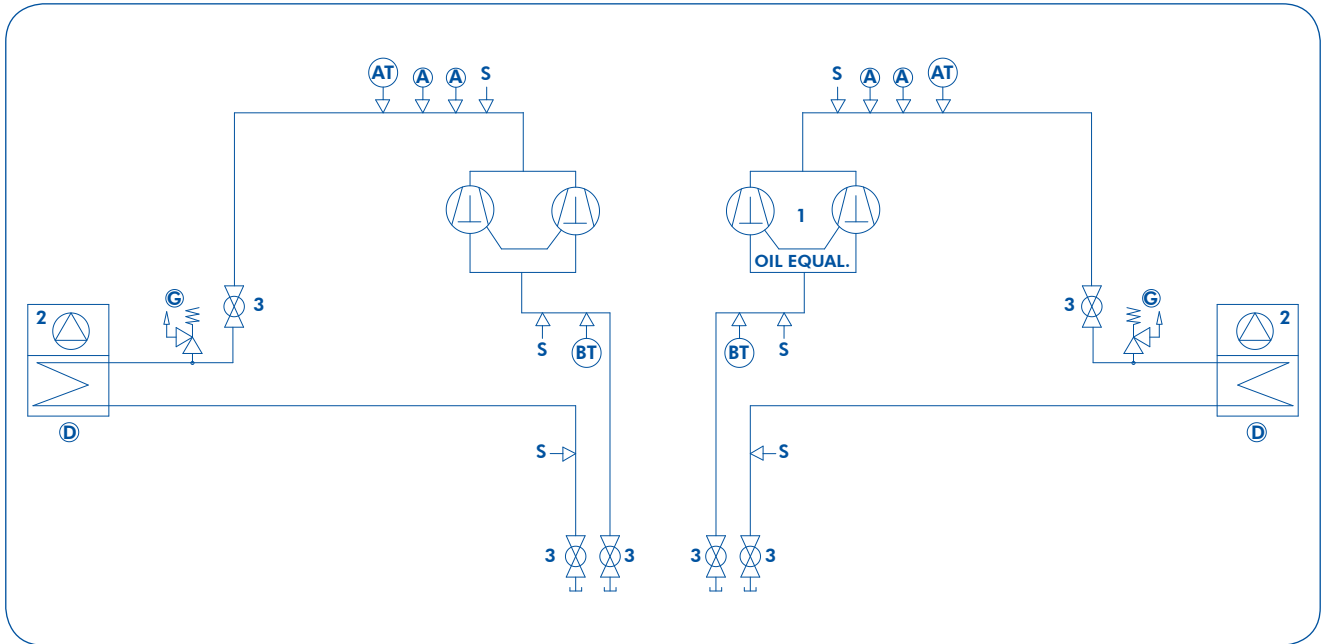 AT A A S
S A A AT
1
OIL EQUAL.
G 3
3 G
2
2
S BT
BT S
D
D
S
S
3 3
3 3